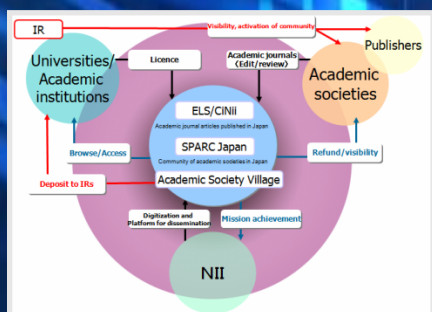 IR
Visibility, activation of community
Publishers
Universities/
Academic
institutions
Licence
Academic Journals
(Edit/review)
Academic
societies
ELS/CiNii
Academic journal articles published in Japan
SPARC Japan
Community of academic societies in Japan
Browse/Access
Refund/visibility
Academic Society Village
Deposit to IRs
Digitization and
Platform for dissemination
Mission achievement
NII